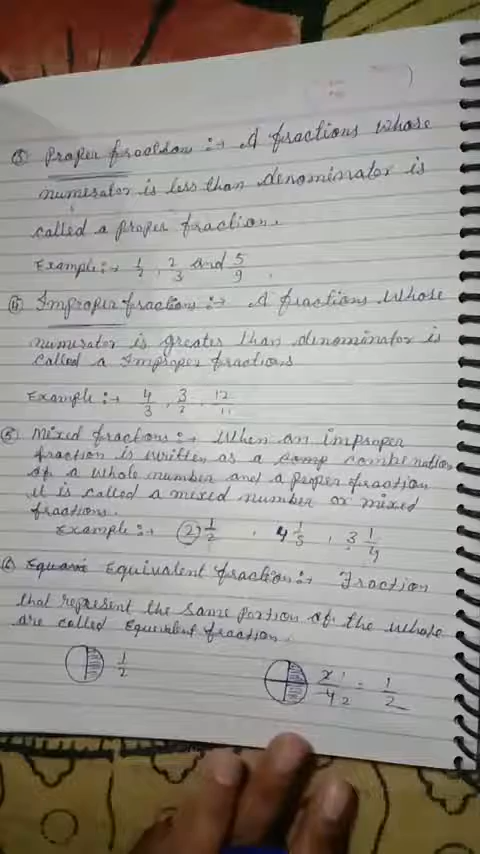 ③ Proper fraction :→ A fractions whose
numerator is less than denominator is
called a proper fraction.
Example :→ 1/2, 2/3 and 5/9.
④ Improper fractions :→ A fractions whose
numerator is greater than denominator is
called a Improper fractions
Example :→ 4/3, 3/2, 12/11
⑤ Mixed fractions :→ When an improper
fraction is written as a comp combination
of a whole number and a proper fraction
it is called a mixed number or mixed
fractions.
Example :→ 2 1/2, 4 1/3, 3 1/4
⑥ Equivalent fraction :→ Fraction
that represent the same portion of the whole
are called Equivelent fraction.
1/2 2/4 1 2 = 1/2